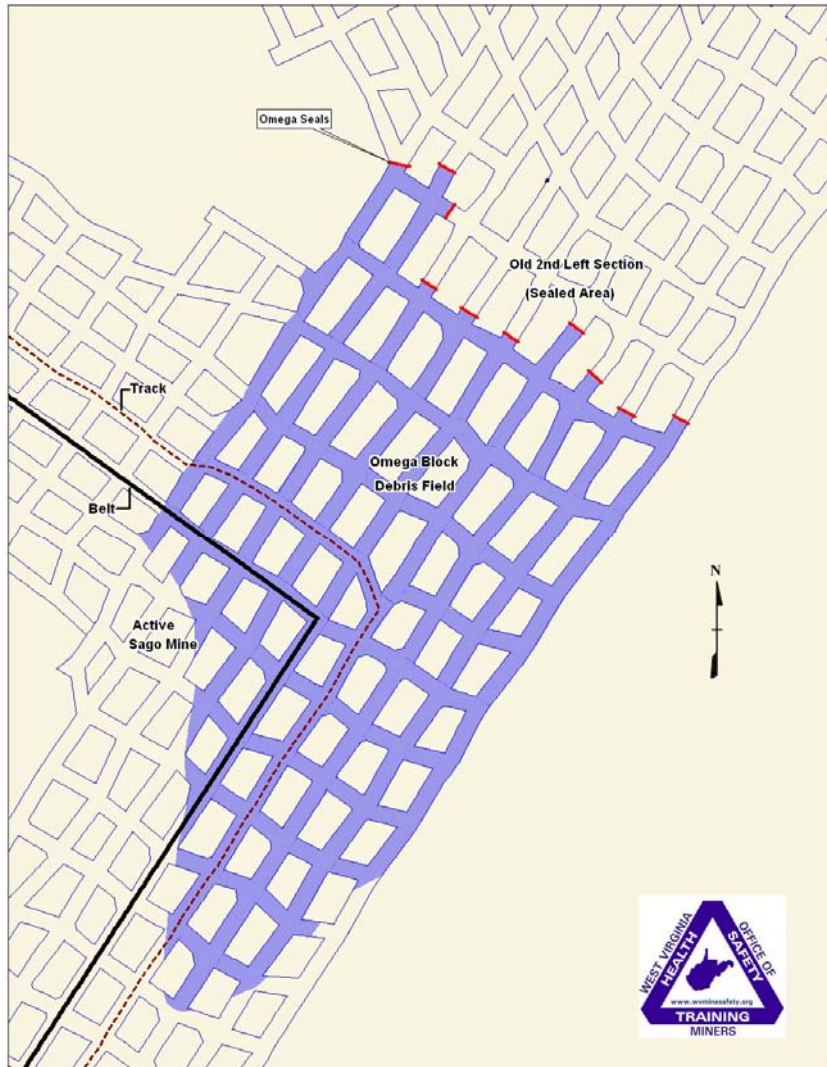 Omega Seals
Old 2nd Left Section
(Sealed Area)
Track
Omega Block
Debris Field
Belt
N
Active
Sago Mine
WEST VIRGINIA
OFFICE OF
HEALTH
SAFETY
www.wvminesafety.org
TRAINING
MINERS